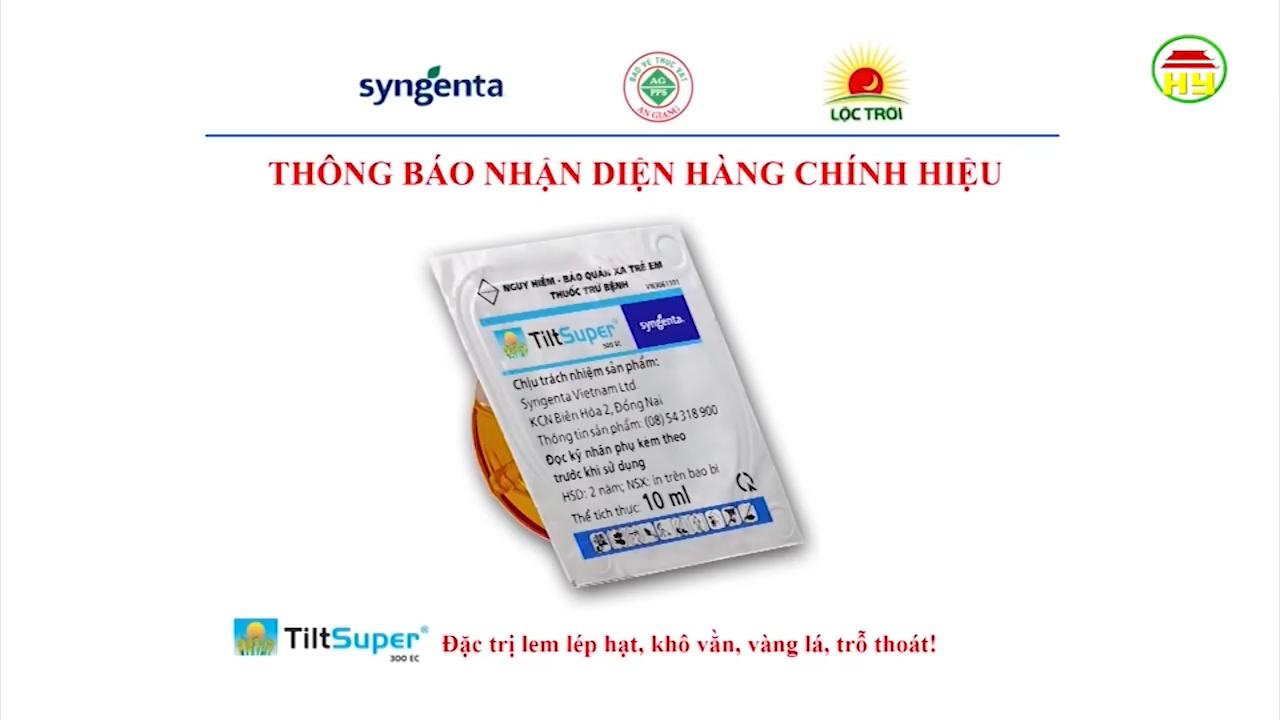 syngenta
BẢO VỆ THỰC VẬT
AG
PPS
AN GIANG
LỘC TRỜI
HY
THÔNG BÁO NHẬN DIỆN HÀNG CHÍNH HIỆU
NGUY HIỂM - BẢO QUẢN XA TRẺ EM
THUỐC TRỪ BỆNH
TiltSuper®
300 EC
syngenta.
Chịu trách nhiệm sản phẩm:
Syngenta Vietnam Ltd.
KCN Biên Hòa 2, Đồng Nai
Thông tin sản phẩm: (08) 54 318 900
Đọc kỹ nhãn phụ kèm theo
trước khi sử dụng
HSD: 2 năm; NSX: in trên bao bì
Thể tích thực: 10 ml
TiltSuper®
300 EC
Đặc trị lem lép hạt, khô vằn, vàng lá, trỗ thoát!